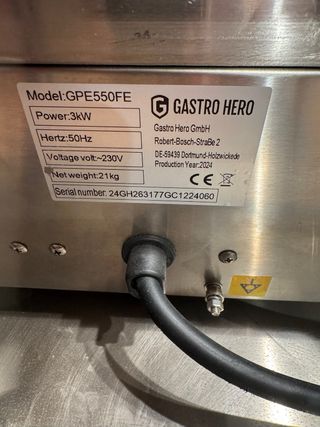 Model:GPE550FE
GASTRO HERO
Power:3kW
Gastro Hero GmbH
Hertz:50Hz
Robert-Bosch-StraBe 2
Voltage volt:~230V
DE-59439 Dortmund-Holzwickede
Production Year:2024
Net weight:21kg
CE
Serial number: 24GH263177GC1224060